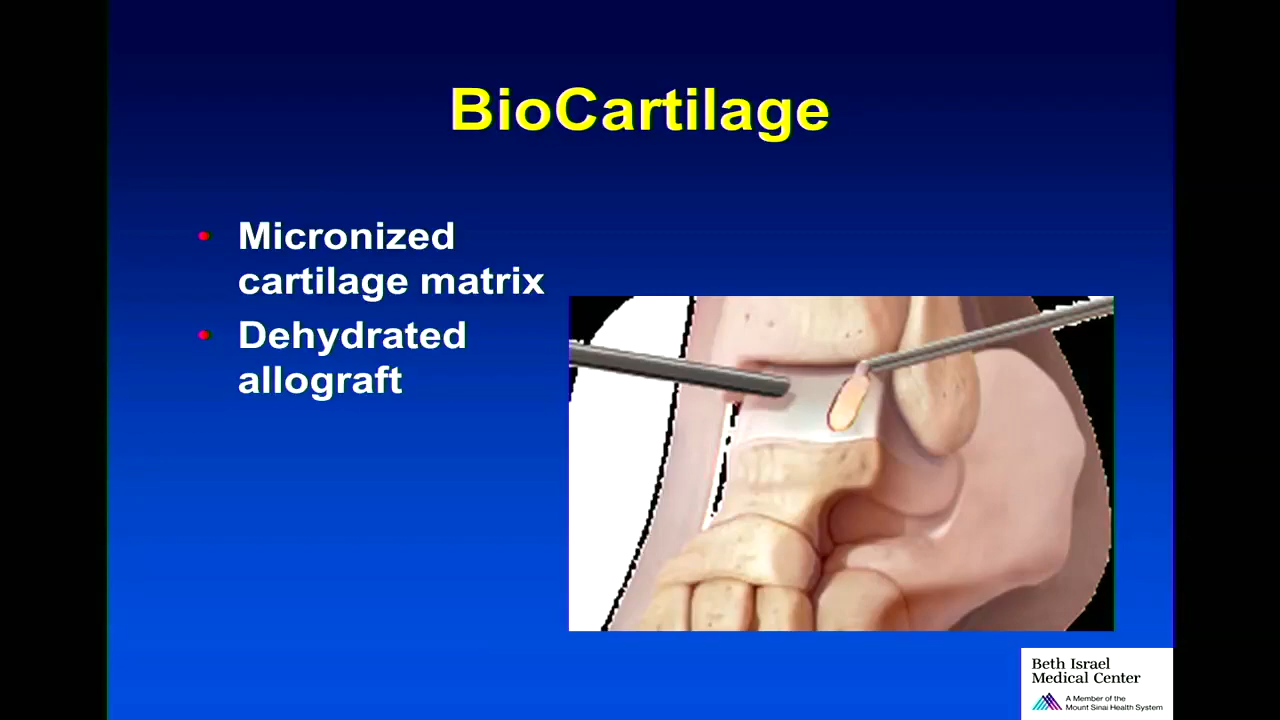 BioCartilage
• Micronized
cartilage matrix
• Dehydrated
allograft
Beth Israel
Medical Center
A Member of the
Mount Sinai Health System